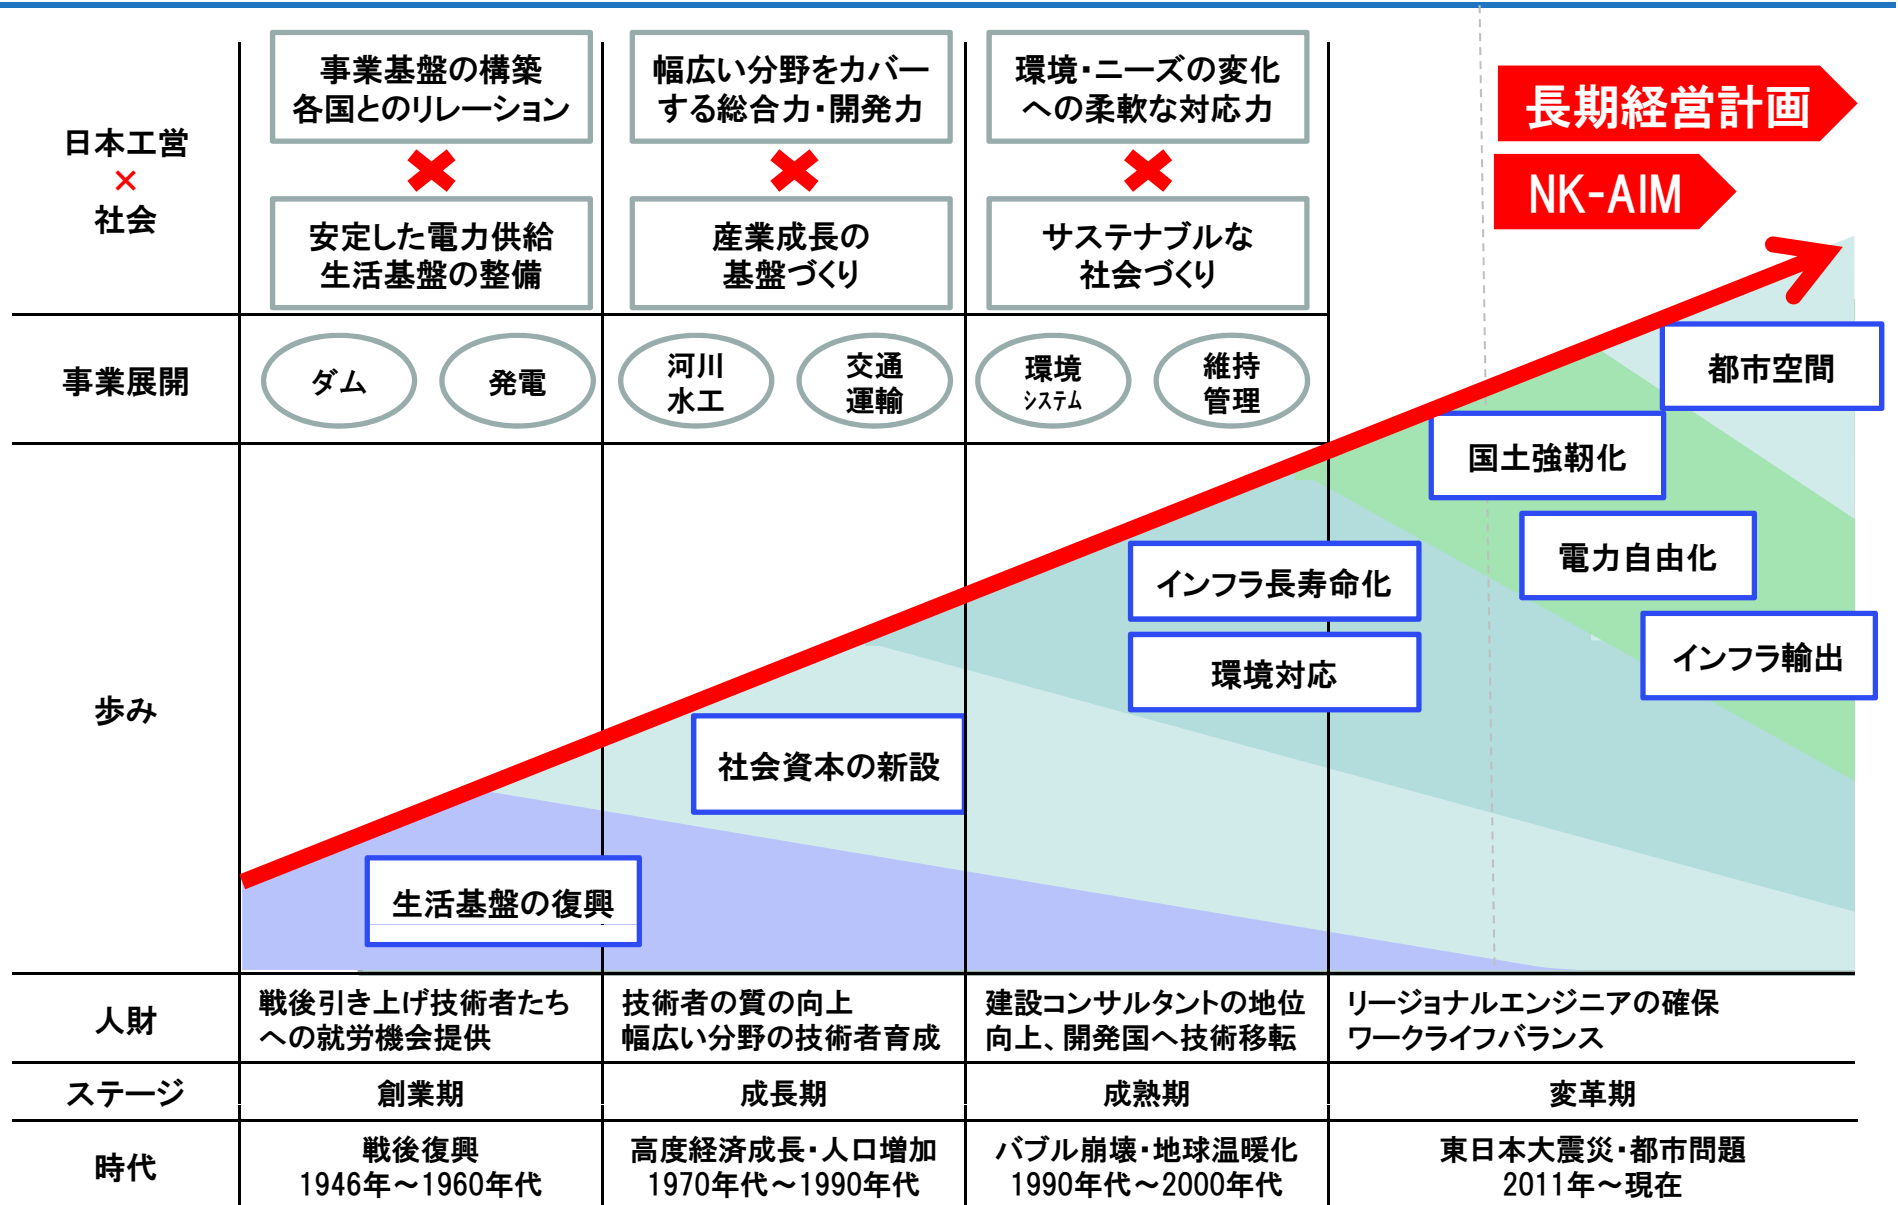 日本工営
×
社会
事業基盤の構築
各国とのリレーション
安定した電力供給
生活基盤の整備
幅広い分野をカバー
する総合力・開発力
産業成長の
基盤づくり
環境・ニーズの変化
への柔軟な対応力
サステナブルな
社会づくり
長期経営計画
NK-AIM
事業展開
ダム
発電
河川
水工
交通
運輸
環境
システム
維持
管理
歩み
都市空間
国土強靭化
電力自由化
インフラ輸出
インフラ長寿命化
環境対応
社会資本の新設
生活基盤の復興
人財
戦後引き上げ技術者たち
への就労機会提供
技術者の質の向上
幅広い分野の技術者育成
建設コンサルタントの地位
向上、開発国へ技術移転
リージョナルエンジニアの確保
ワークライフバランス
ステージ
創業期
成長期
成熟期
変革期
時代
戦後復興
1946年～1960年代
高度経済成長・人口増加
1970年代～1990年代
バブル崩壊・地球温暖化
1990年代～2000年代
東日本大震災・都市問題
2011年～現在